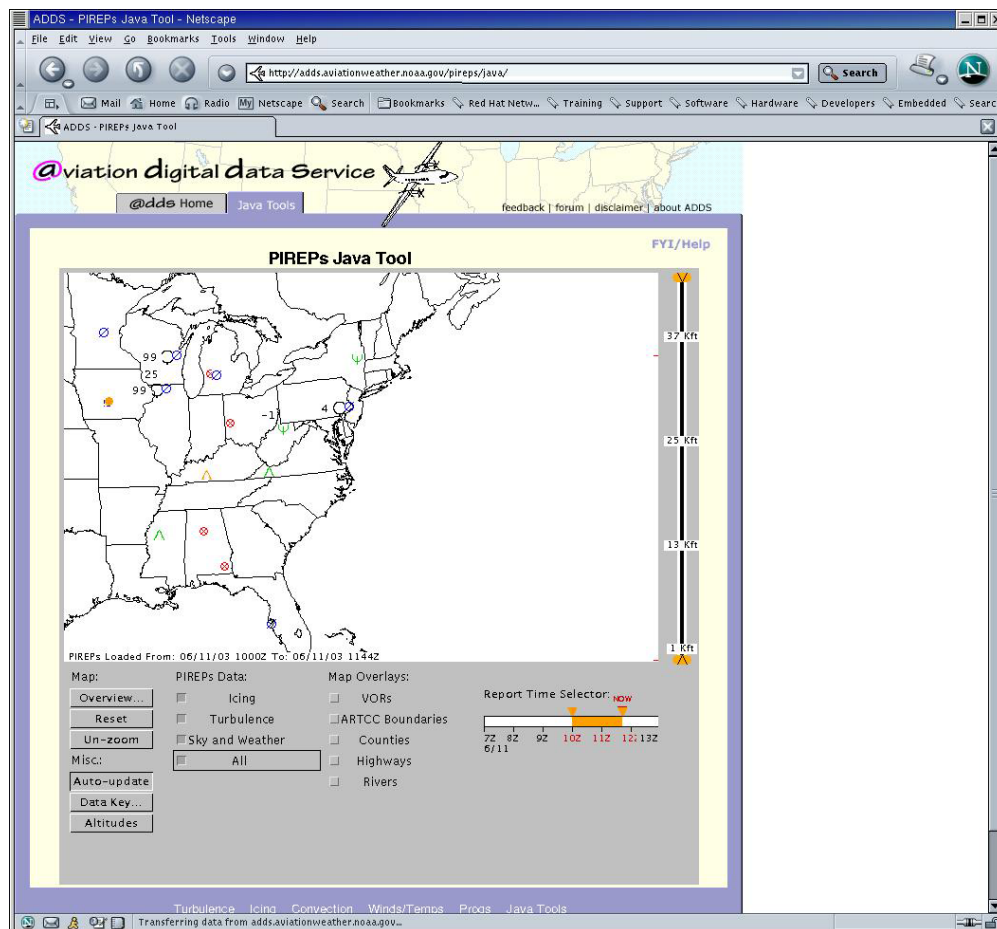 ADDS - PIREPs Java Tool - Netscape
File Edit View Go Bookmarks Tools Window Help
http://adds.aviationweather.noaa.gov/pireps/java/
Search
N
Mail Home Radio My Netscape Search Bookmarks Red Hat Netw... Training Support Software Hardware Developers Embedded Searc
ADDS - PIREPs Java Tool
@viation digital data Service
@dds Home
Java Tools
feedback | forum | disclaimer | about ADDS
FYI/Help
PIREPs Java Tool
37 Kft
99
25
99
-1
4
25 Kft
13 Kft
1 Kft
PIREPs Loaded From: 06/11/03 1000Z To: 06/11/03 1144Z
Map:
Overview...
Reset
Un-zoom
Misc.:
Auto-update
Data Key...
Altitudes
PIREPs Data:
Icing
Turbulence
Sky and Weather
All
Map Overlays:
VORs
ARTCC Boundaries
Counties
Highways
Rivers
Report Time Selector:
NOW
7Z 8Z 9Z 10Z 11Z 12: 13Z
6/11
Turbulence Icing Convection Winds/Temps Progs Java Tools
Transferring data from adds.aviationweather.noaa.gov...